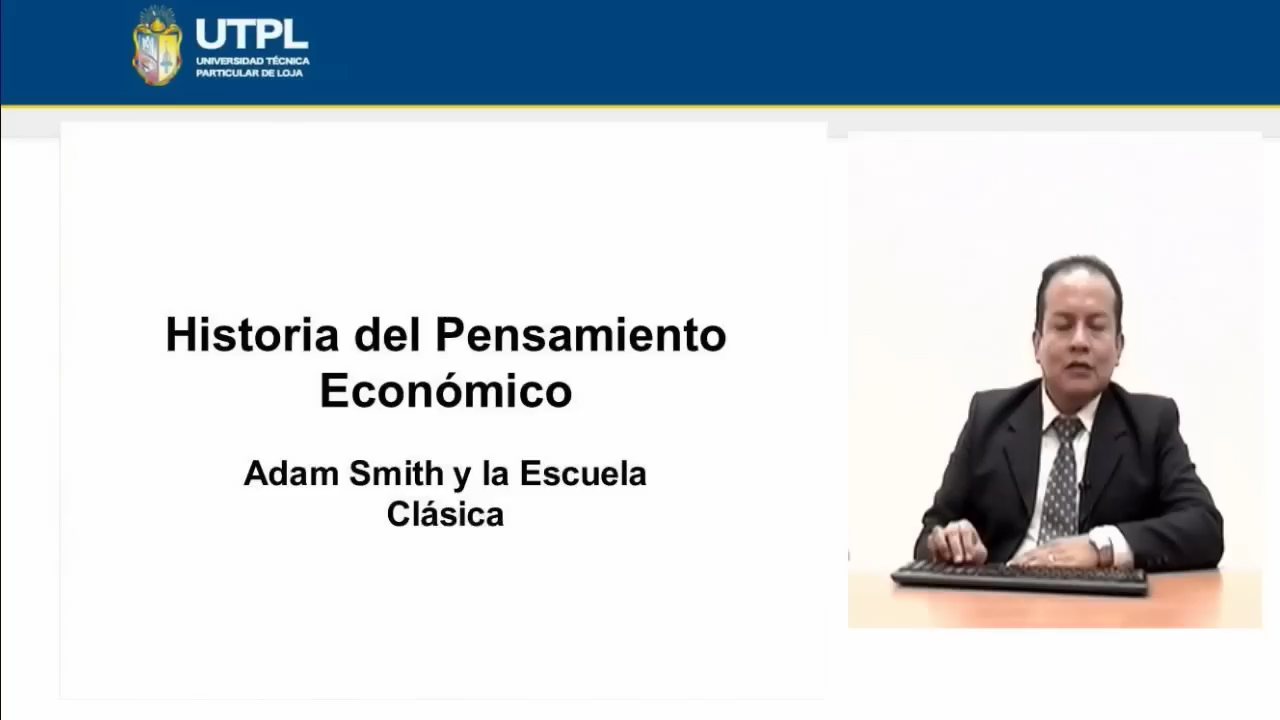 UTPL
UNIVERSIDAD TÉCNICA
PARTICULAR DE LOJA
Historia del Pensamiento
Económico
Adam Smith y la Escuela
Clásica